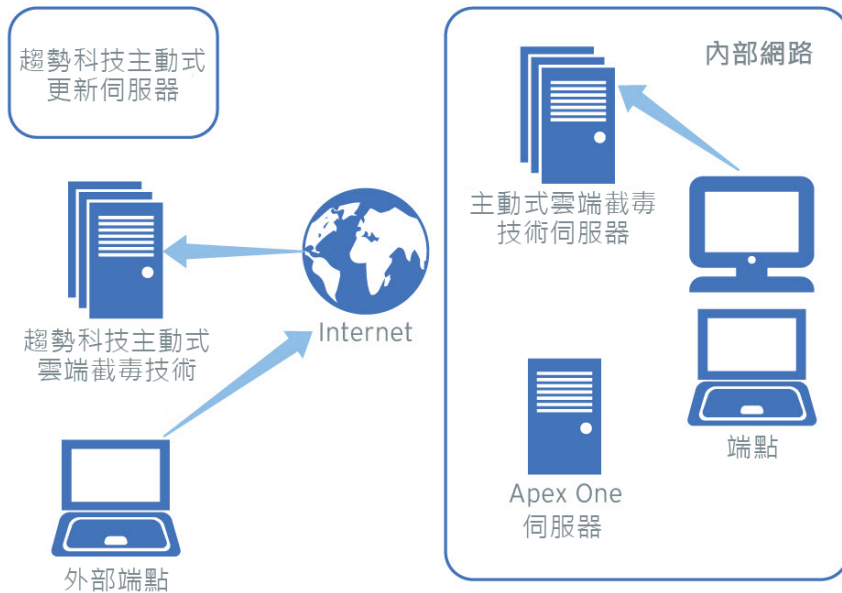 趨勢科技主動式
更新伺服器
內部網路
主動式雲端截毒
技術伺服器
Internet
趨勢科技主動式
雲端截毒技術
端點
Apex One
伺服器
外部端點